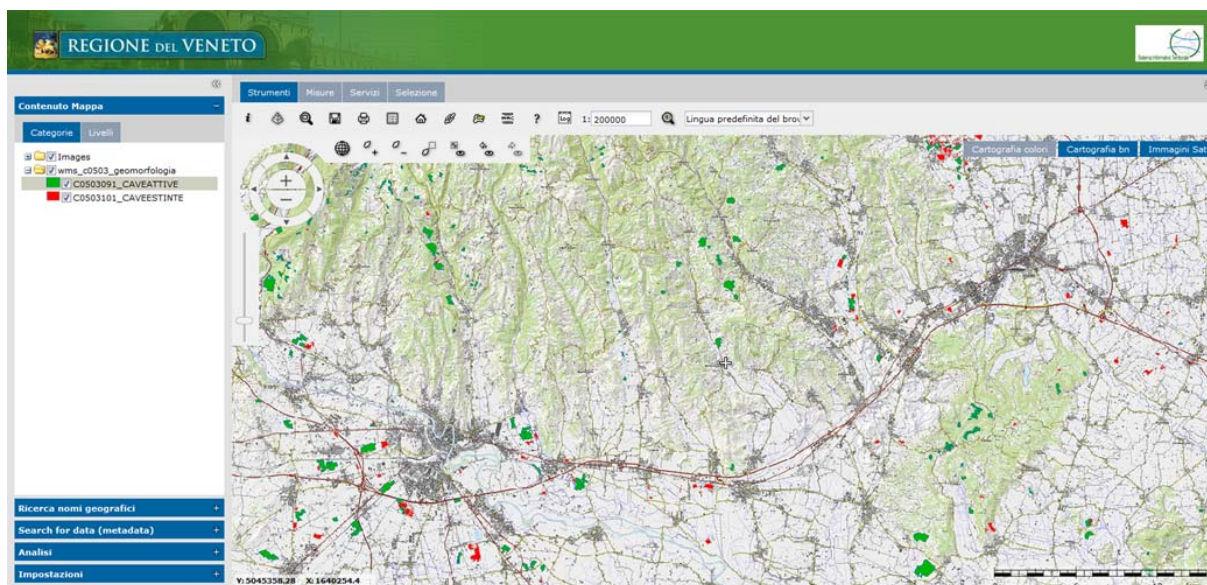 REGIONE DEL VENETO
Contenuto Mappa
Categorie Livelli
Images
wms_c0503_geomorfologia
C0503091_CAVEATTIVE
C0503101_CAVEESTINTE
Ricerca nomi geografici
Search for data (metadata)
Analisi
Impostazioni
Strumenti Misure Servizi Selezione
i ? Log 1: 200000 Lingua predefinita del brow
Cartografia colori Cartografia bn Immagini Sat
Y: 5045358.28 X: 1640254.4